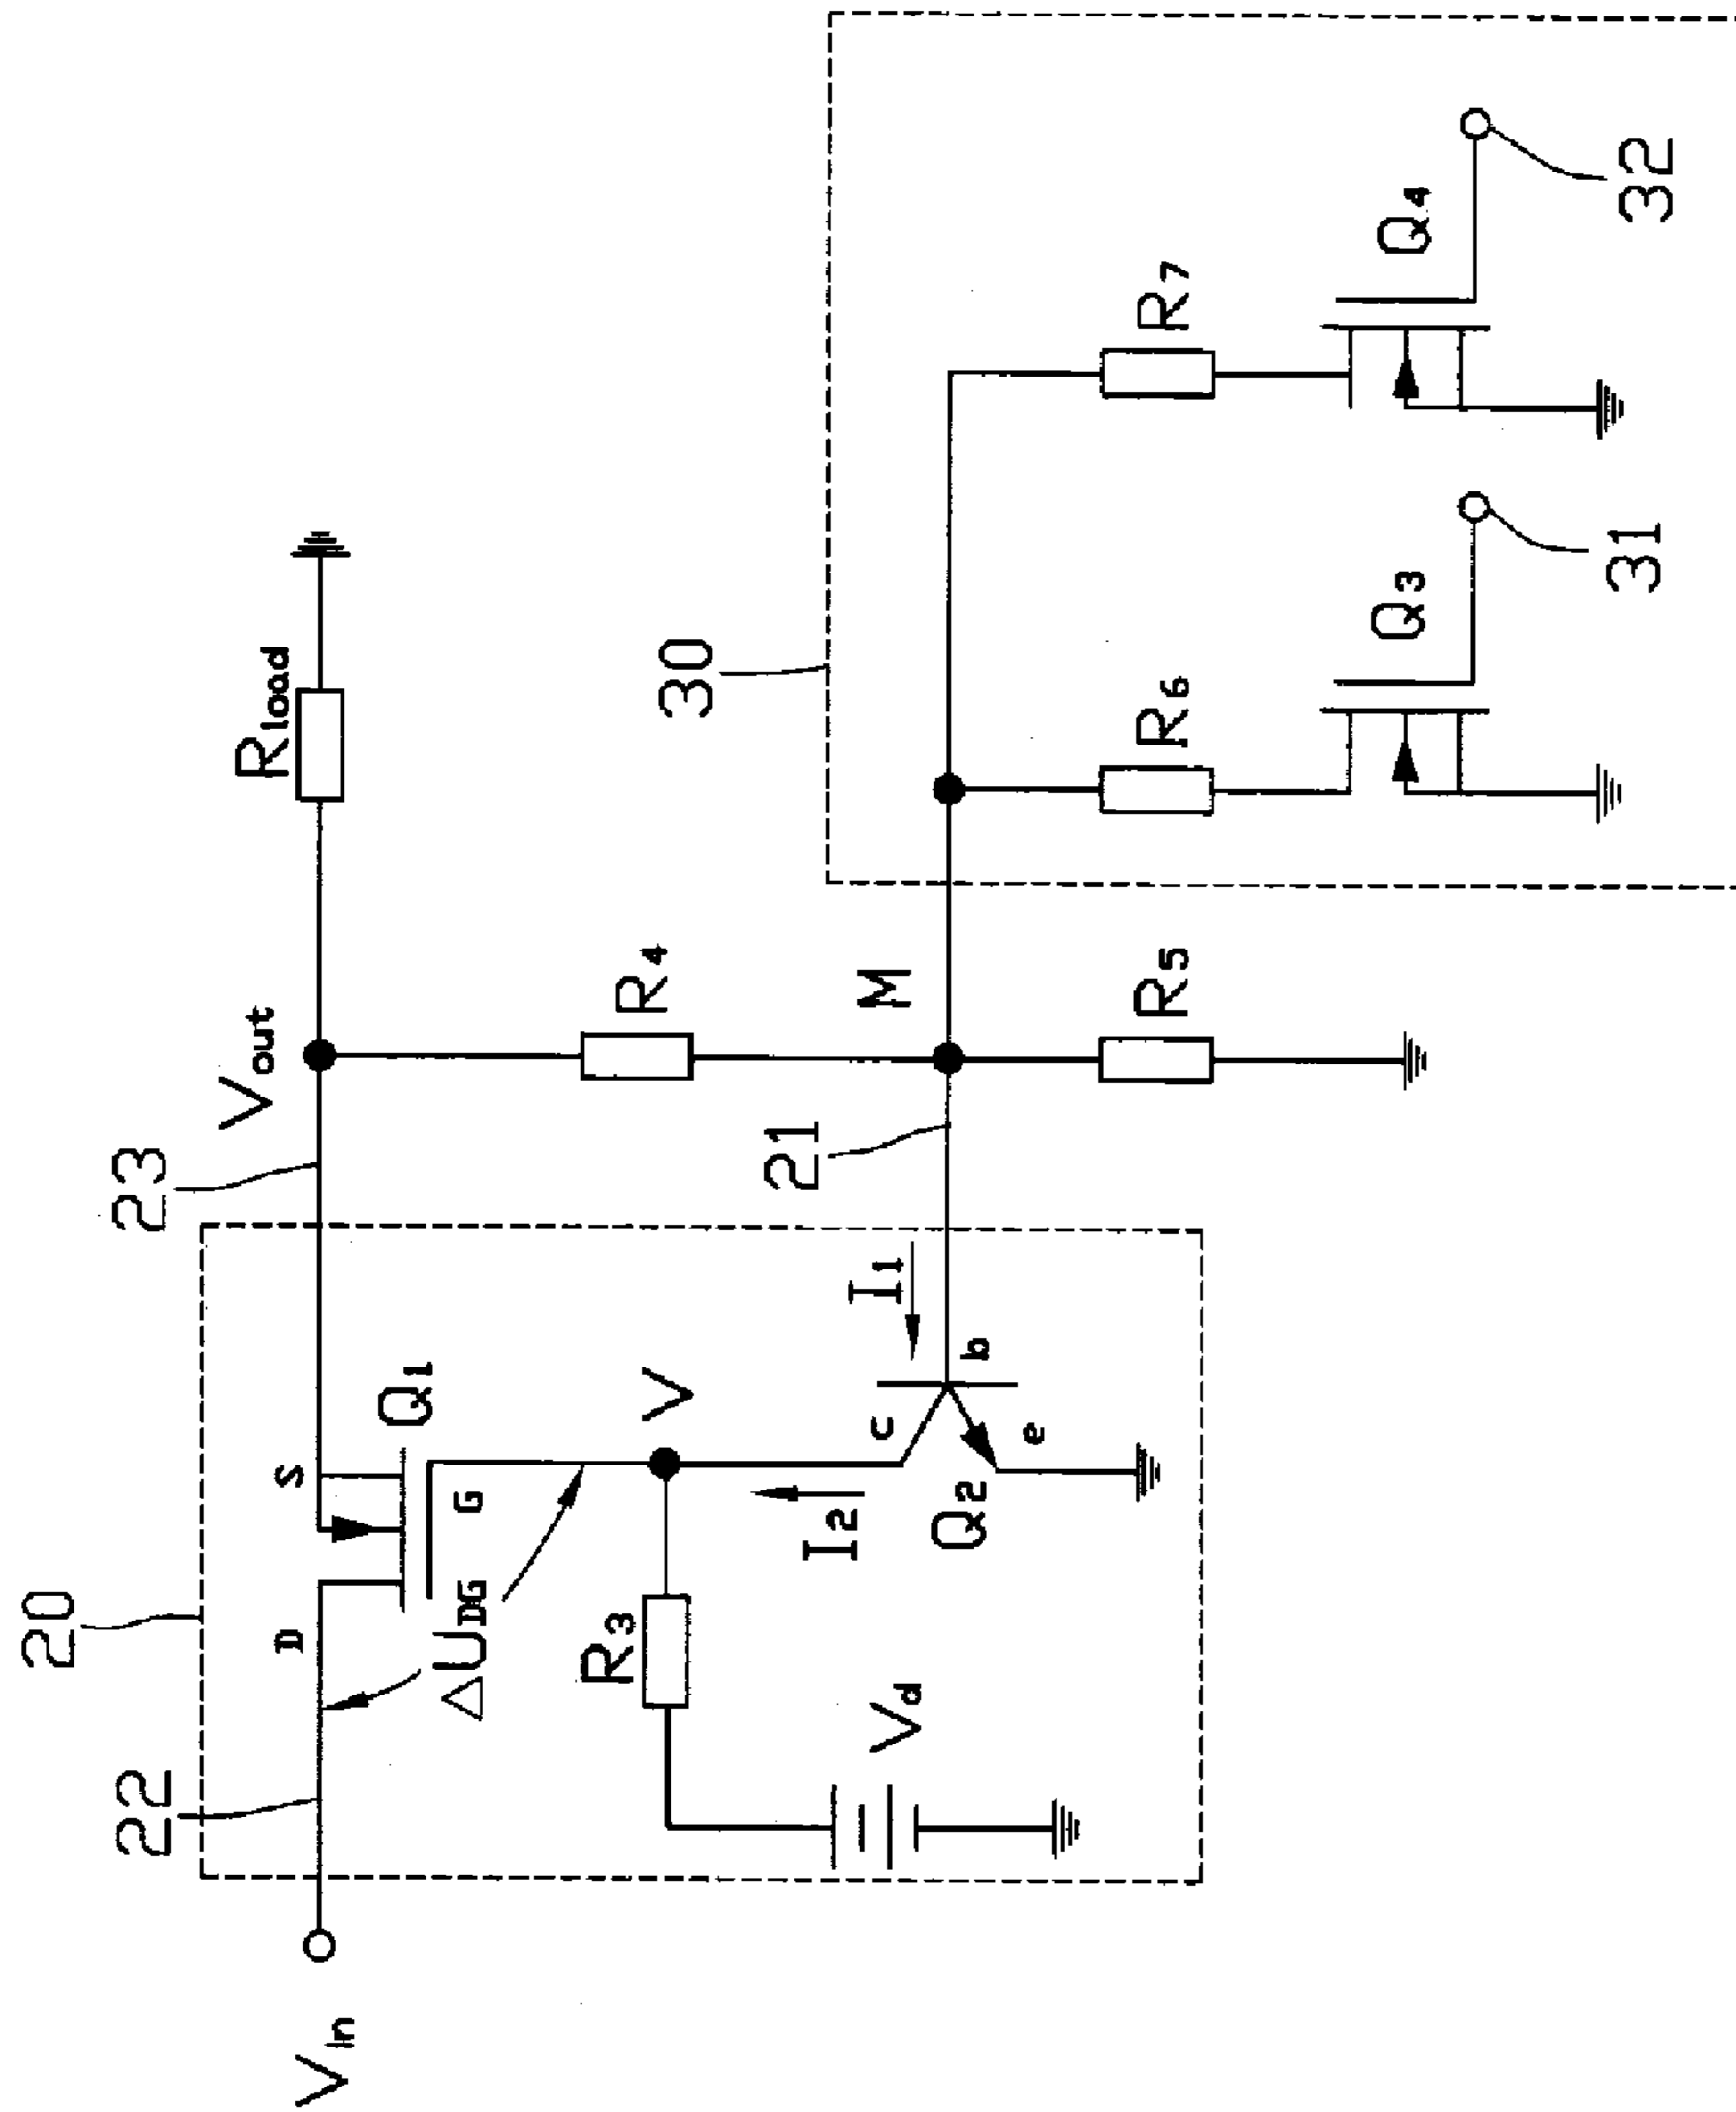 20
22
23
Vin
D
S
Vout
Rload
Q1
G
△UDG
R3
V
R4
30
I2
I1
21
M
Vd
c
b
Q2
e
R5
R6
R7
Q3
Q4
31
32